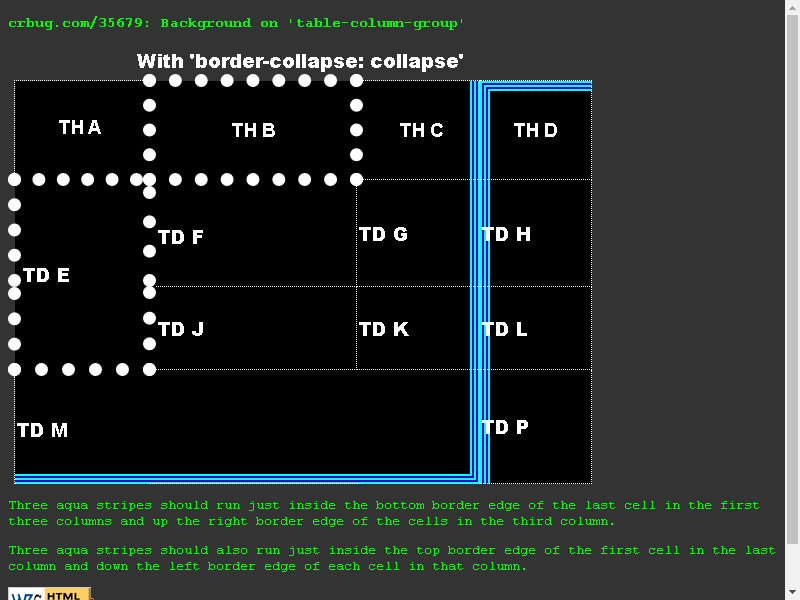 crbug.com/35679: Background on 'table-column-group'
With 'border-collapse: collapse'
TH A
TH B
TH C
TH D
TD E
TD F
TD G
TD H
TD J
TD K
TD L
TD M
TD P
Three aqua stripes should run just inside the bottom border edge of the last cell in the first
three columns and up the right border edge of the cells in the third column.
Three aqua stripes should also run just inside the top border edge of the first cell in the last
column and down the left border edge of each cell in that column.
W3C HTML